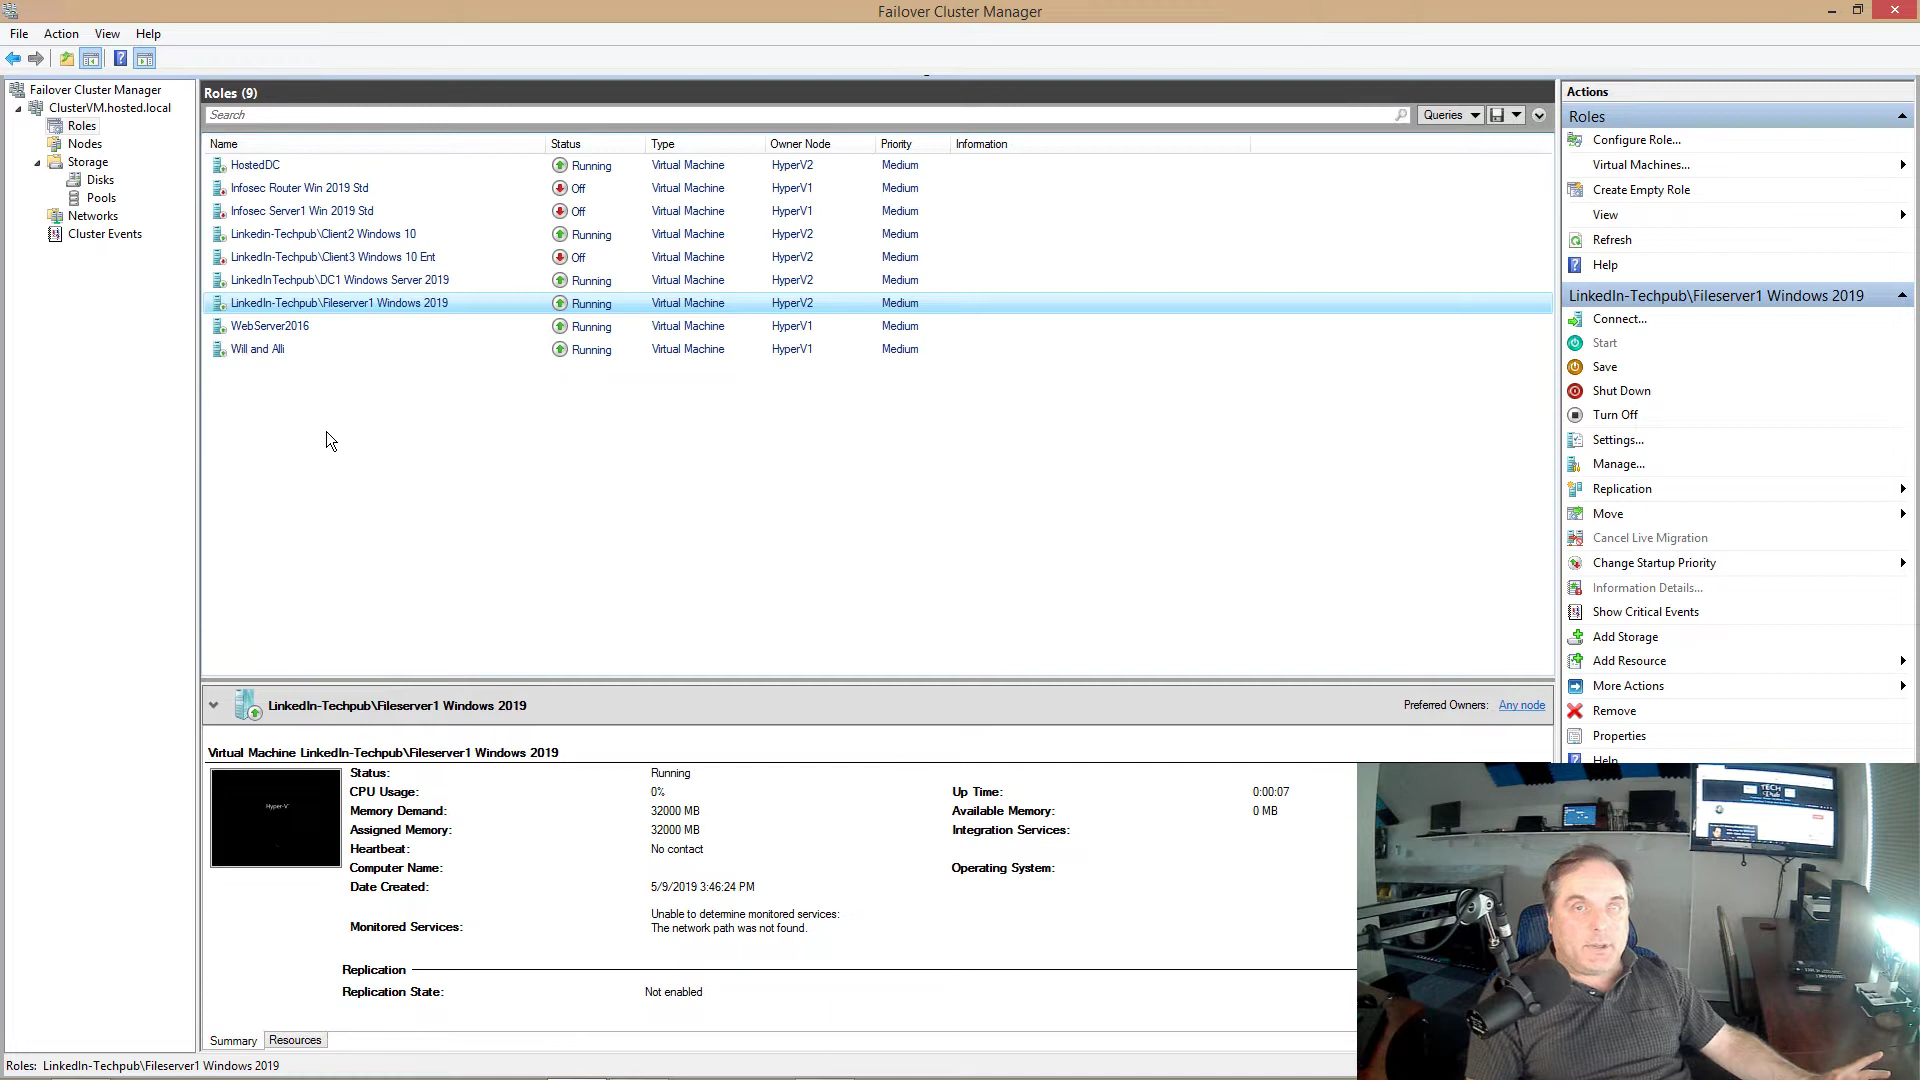 Failover Cluster Manager
File Action View Help
Failover Cluster Manager
ClusterVM.hosted.local
Roles
Nodes
Storage
Disks
Pools
Networks
Cluster Events
Roles (9)
Search
Queries
Name Status Type Owner Node Priority Information
HostedDC Running Virtual Machine HyperV2 Medium
Infosec Router Win 2019 Std Off Virtual Machine HyperV1 Medium
Infosec Server1 Win 2019 Std Off Virtual Machine HyperV1 Medium
Linkedin-Techpub\Client2 Windows 10 Running Virtual Machine HyperV2 Medium
LinkedIn-Techpub\Client3 Windows 10 Ent Off Virtual Machine HyperV2 Medium
LinkedInTechpub\DC1 Windows Server 2019 Running Virtual Machine HyperV2 Medium
LinkedIn-Techpub\Fileserver1 Windows 2019 Running Virtual Machine HyperV2 Medium
WebServer2016 Running Virtual Machine HyperV1 Medium
Will and Alli Running Virtual Machine HyperV1 Medium
LinkedIn-Techpub\Fileserver1 Windows 2019
Preferred Owners: Any node
Virtual Machine LinkedIn-Techpub\Fileserver1 Windows 2019
Hyper-V
Status: Running
CPU Usage: 0% Up Time: 0:00:07
Memory Demand: 32000 MB Available Memory: 0 MB
Assigned Memory: 32000 MB Integration Services:
Heartbeat: No contact
Computer Name: Operating System:
Date Created: 5/9/2019 3:46:24 PM
Monitored Services: Unable to determine monitored services:
The network path was not found.
Replication
Replication State: Not enabled
Summary Resources
Roles: LinkedIn-Techpub\Fileserver1 Windows 2019
Actions
Roles
Configure Role...
Virtual Machines...
Create Empty Role
View
Refresh
Help
LinkedIn-Techpub\Fileserver1 Windows 2019
Connect...
Start
Save
Shut Down
Turn Off
Settings...
Manage...
Replication
Move
Cancel Live Migration
Change Startup Priority
Information Details...
Show Critical Events
Add Storage
Add Resource
More Actions
Remove
Properties
Help
TECH
Pub